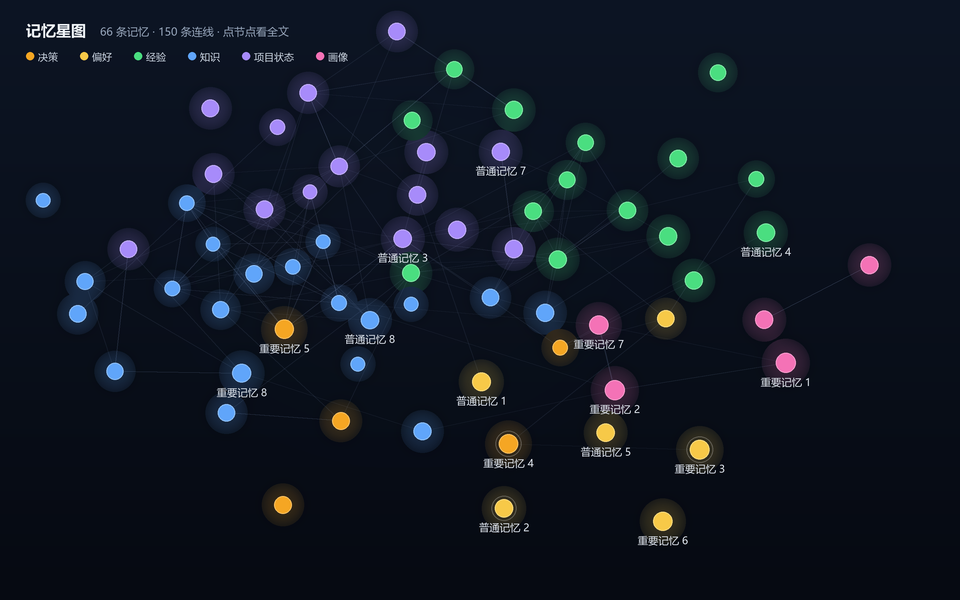 记忆星图 66 条记忆 · 150 条连线 · 点节点看全文
决策 偏好 经验 知识 项目状态 画像
普通记忆 7
普通记忆 4
普通记忆 3
普通记忆 8
重要记忆 5
重要记忆 7
重要记忆 1
重要记忆 8
普通记忆 1
重要记忆 2
普通记忆 5
重要记忆 4
重要记忆 3
普通记忆 2
重要记忆 6